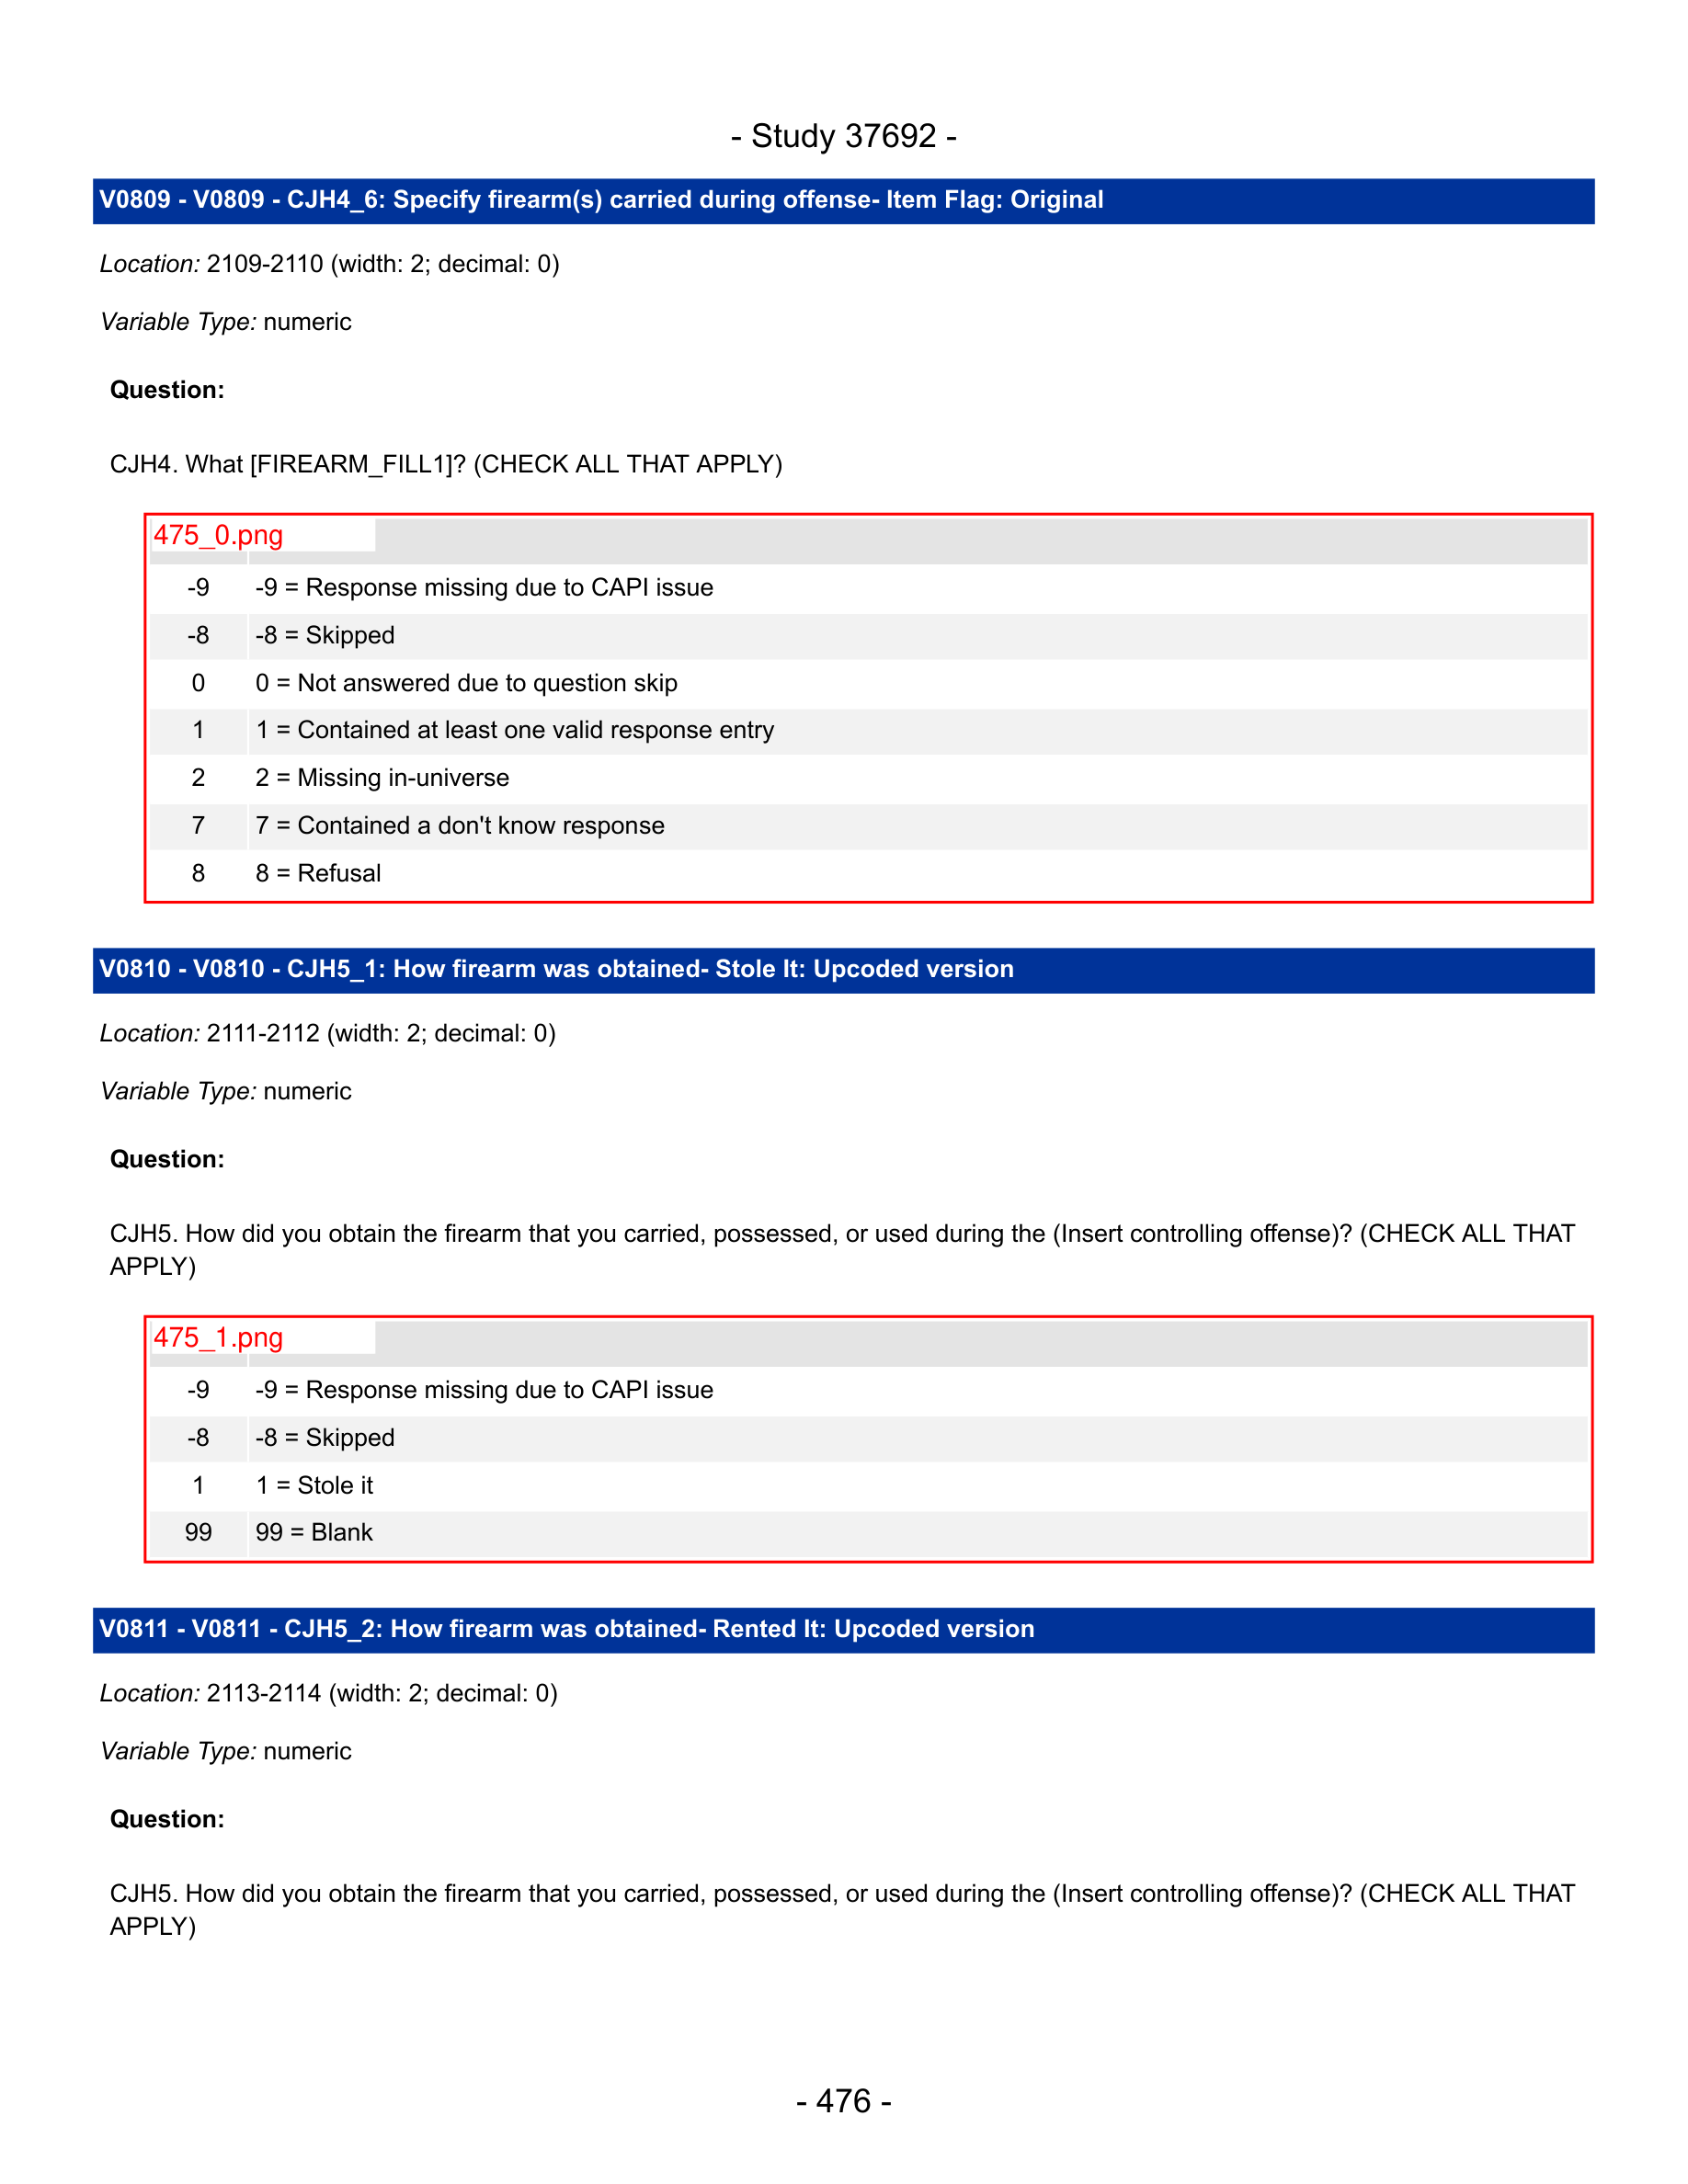 - Study 37692 -
V0809 - V0809 - CJH4_6: Specify firearm(s) carried during offense- Item Flag: Original
Location: 2109-2110 (width: 2; decimal: 0)
Variable Type: numeric
Question:
CJH4. What [FIREARM_FILL1]? (CHECK ALL THAT APPLY)
475_0.png
-9 -9 = Response missing due to CAPI issue
-8 -8 = Skipped
0 0 = Not answered due to question skip
1 1 = Contained at least one valid response entry
2 2 = Missing in-universe
7 7 = Contained a don't know response
8 8 = Refusal
V0810 - V0810 - CJH5_1: How firearm was obtained- Stole It: Upcoded version
Location: 2111-2112 (width: 2; decimal: 0)
Variable Type: numeric
Question:
CJH5. How did you obtain the firearm that you carried, possessed, or used during the (Insert controlling offense)? (CHECK ALL THAT
APPLY)
475_1.png
-9 -9 = Response missing due to CAPI issue
-8 -8 = Skipped
1 1 = Stole it
99 99 = Blank
V0811 - V0811 - CJH5_2: How firearm was obtained- Rented It: Upcoded version
Location: 2113-2114 (width: 2; decimal: 0)
Variable Type: numeric
Question:
CJH5. How did you obtain the firearm that you carried, possessed, or used during the (Insert controlling offense)? (CHECK ALL THAT
APPLY)
- 476 -